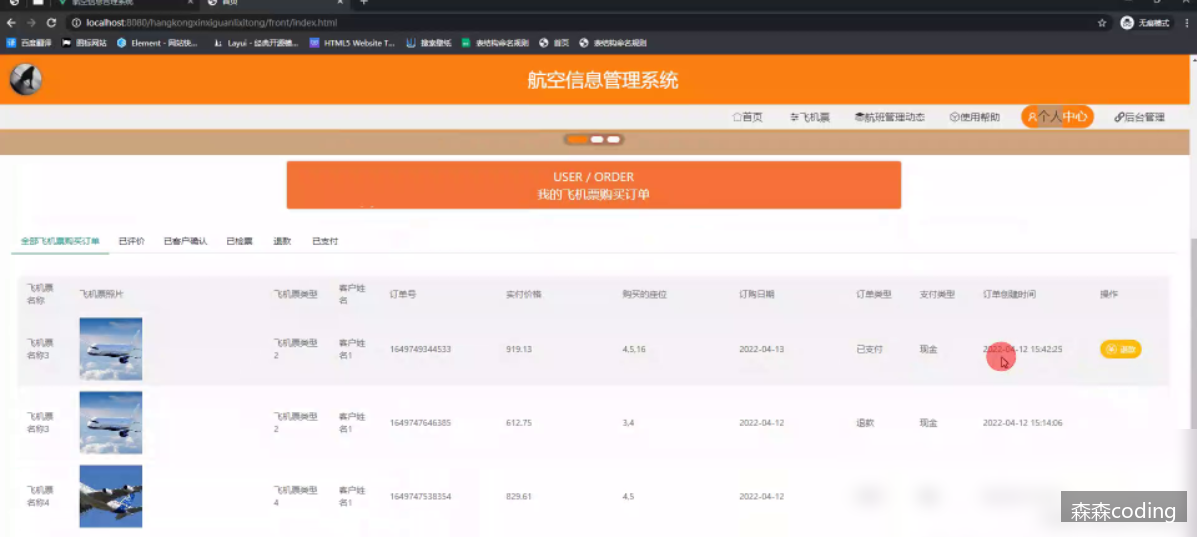 航空信息管理系统
首页
localhost:8080/hangkongxinxiguanlixitong/front/index.html
无痕模式
百度翻译 图标网站 Element - 网站快... Layui - 经典开源模... HTML5 Website T... 搜索壁纸 表结构命名规则 首页 表结构命名规则
航空信息管理系统
首页 飞机票 航班管理动态 使用帮助 个人中心 后台管理
USER / ORDER
我的飞机票购买订单
全部飞机票购买订单 已评价 已客户确认 已检票 退款 已支付
飞机票名称 飞机票照片 飞机票类型 客户姓名 订单号 实付价格 购买的座位 订购日期 订单类型 支付类型 订单创建时间 操作
飞机票名称3 飞机票类型2 客户姓名1 1649749344533 919.13 4,5,16 2022-04-13 已支付 现金 2022-04-12 15:42:25 退款
飞机票名称3 飞机票类型2 客户姓名1 1649747646385 612.75 3,4 2022-04-12 退款 现金 2022-04-12 15:14:06
飞机票名称4 飞机票类型4 客户姓名1 1649747538354 829.61 4,5 2022-04-12
森森coding